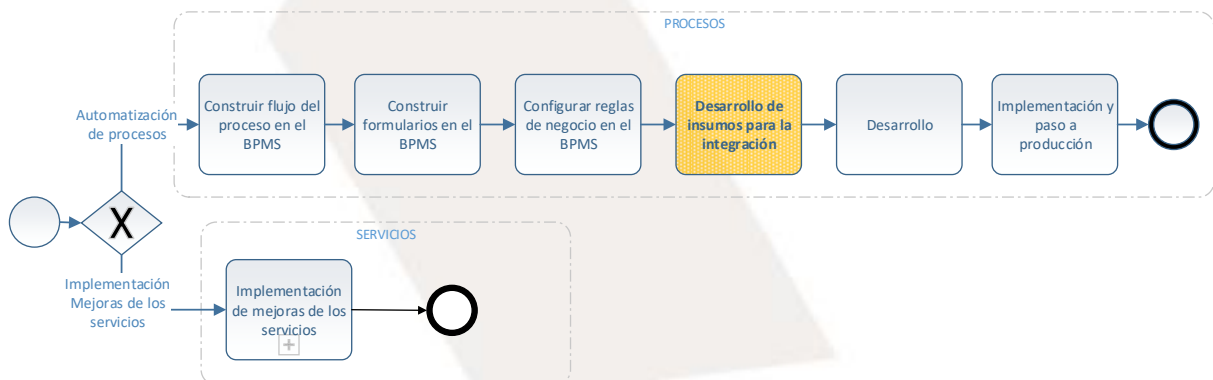 PROCESOS
Automatización
de procesos
Construir flujo del
proceso en el
BPMS
Construir
formularios en el
BPMS
Configurar reglas
de negocio en el
BPMS
Desarrollo de
insumos para la
integración
Desarrollo
Implementación y
paso a
producción
X
SERVICIOS
Implementación
Mejoras de los
servicios
Implementación
de mejoras de los
servicios